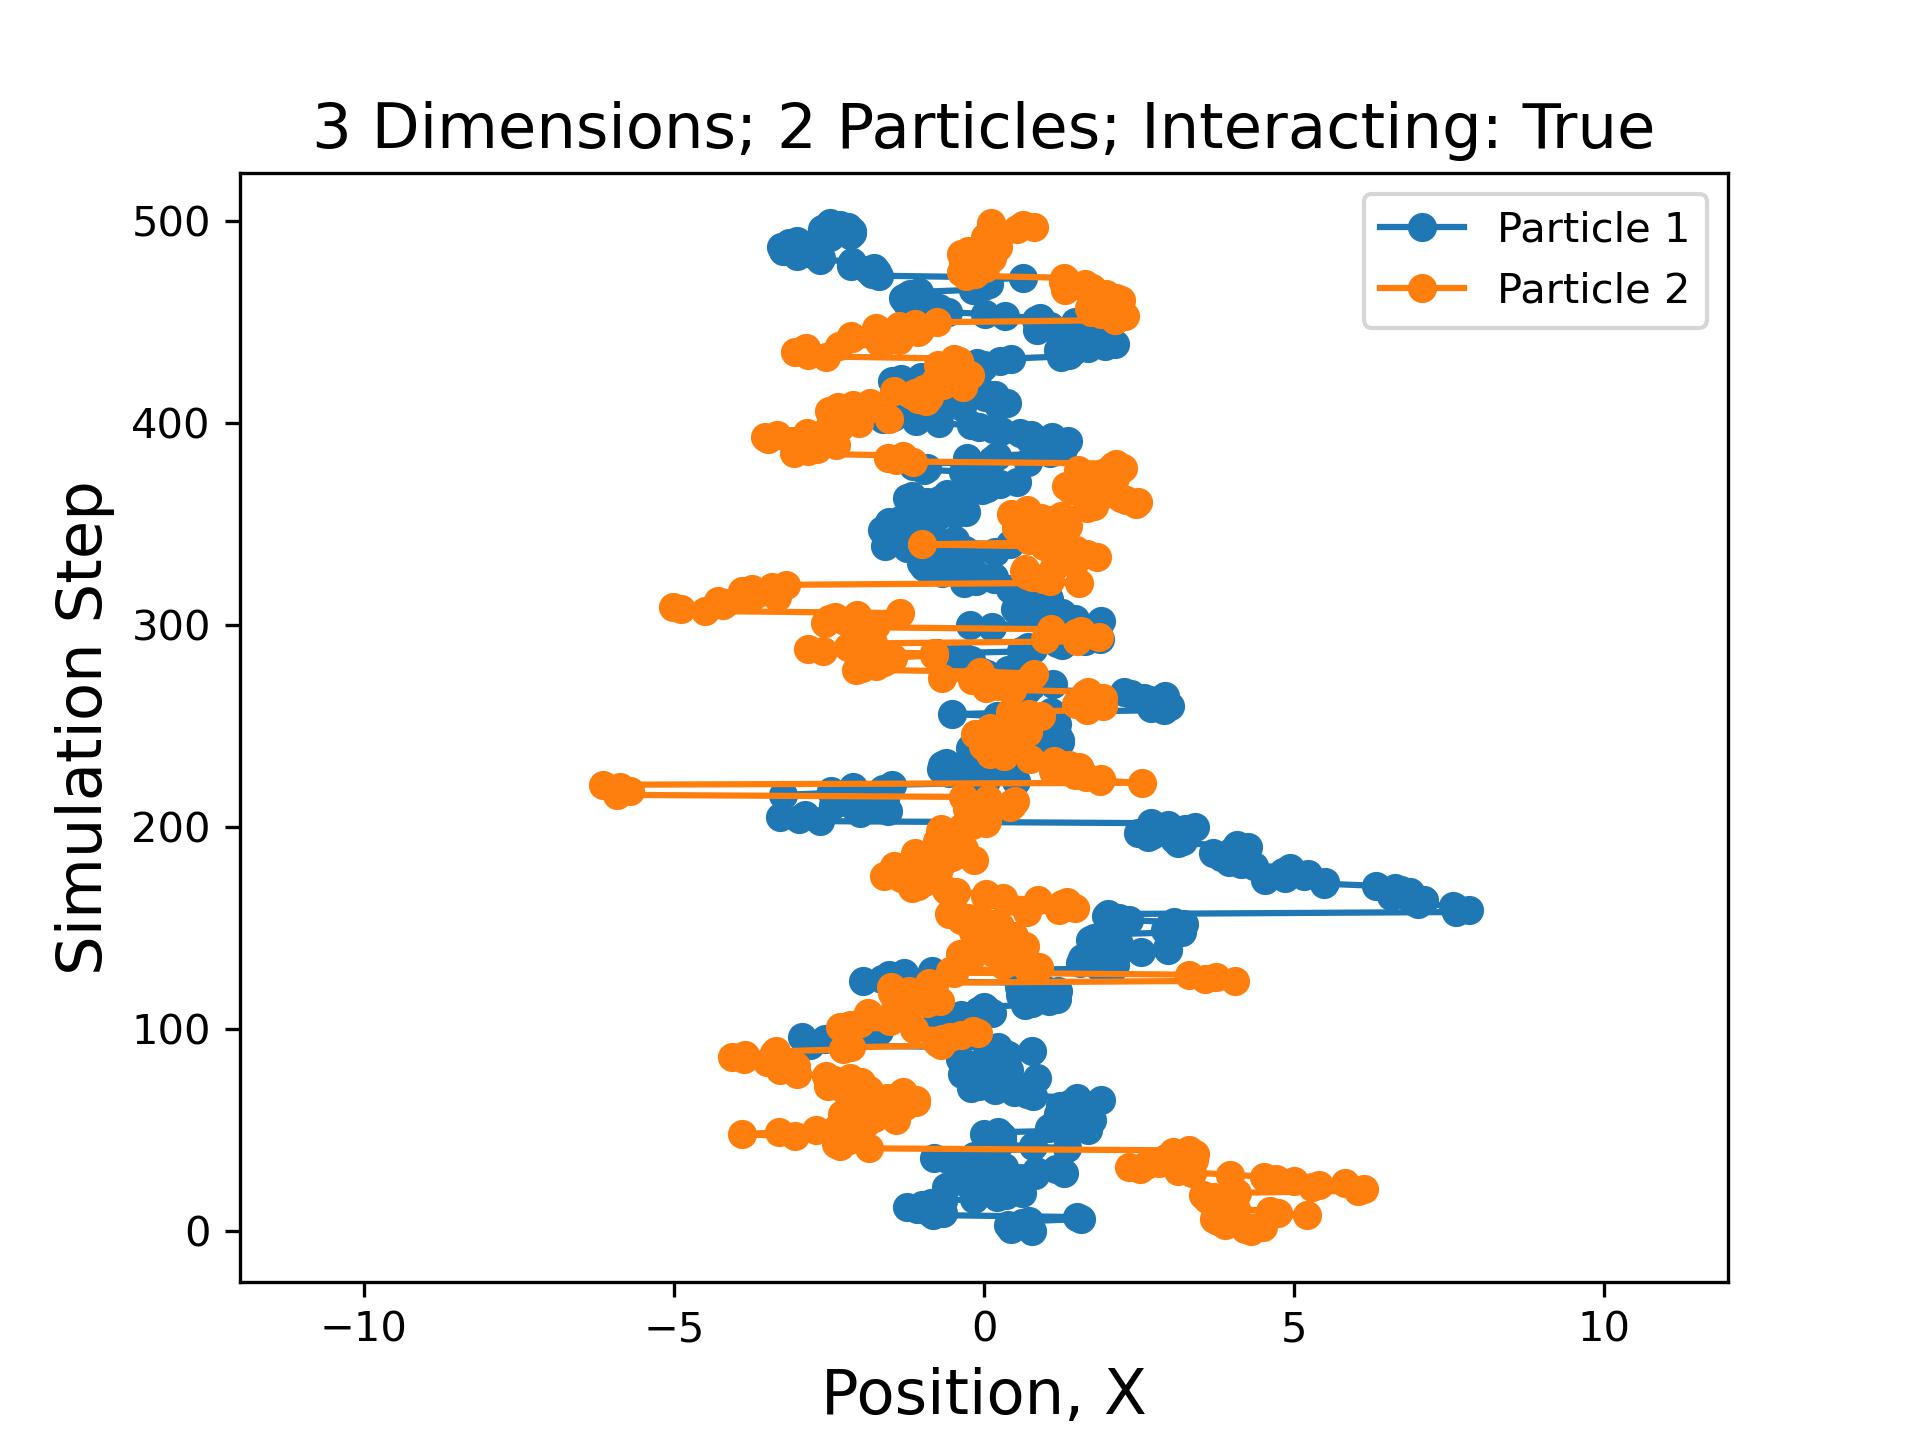 3 Dimensions; 2 Particles; Interacting: True
Particle 1
Particle 2
Simulation Step
500
400
300
200
100
0
−10
−5
0
5
10
Position, X